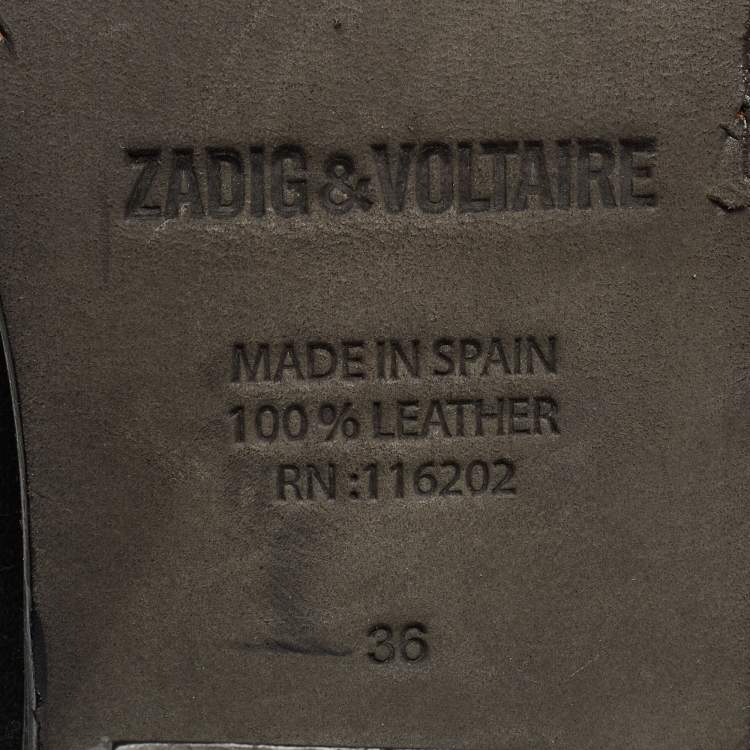 ZADIG&VOLTAIRE
MADE IN SPAIN
100% LEATHER
RN:116202
36